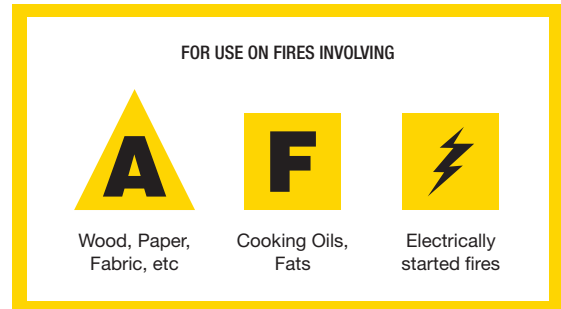 FOR USE ON FIRES INVOLVING
A
F
Wood, Paper,
Fabric, etc
Cooking Oils,
Fats
Electrically
started fires